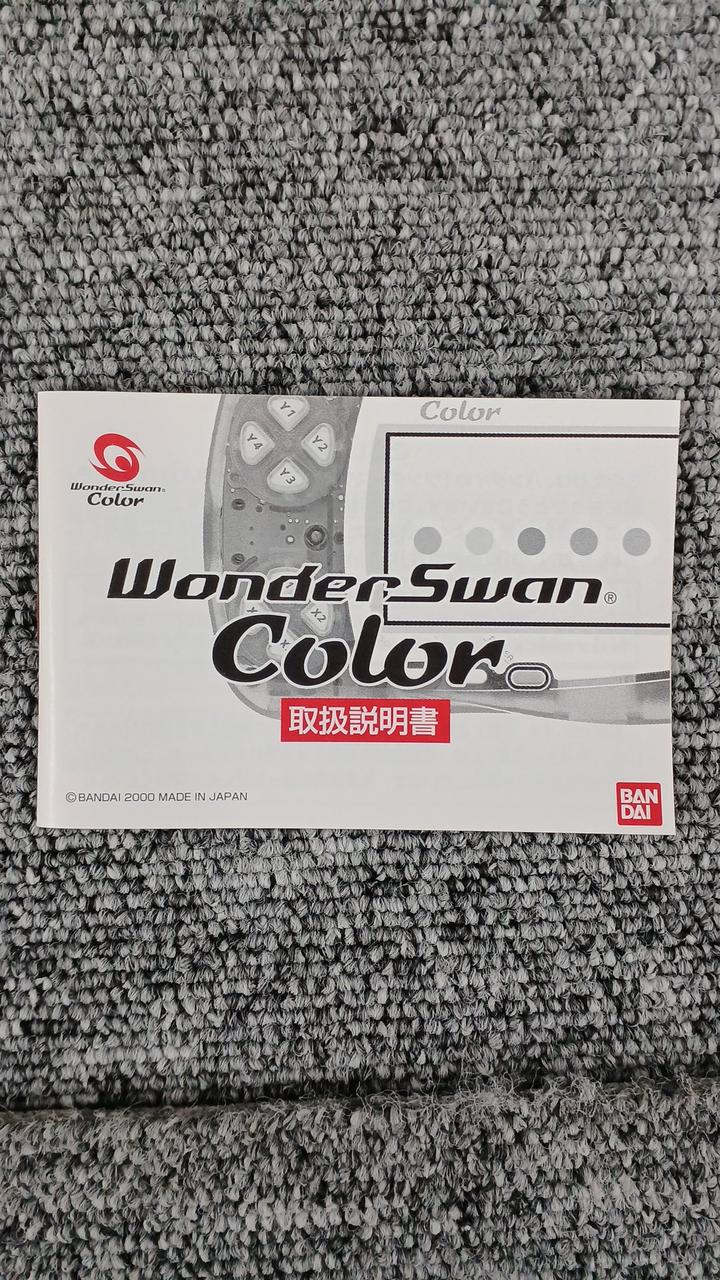 Y1
Y4
Y2
Y3
Color
WonderSwan®
Color
WonderSwan®
X2
Color
取扱説明書
©BANDAI 2000 MADE IN JAPAN
BAN
DAI